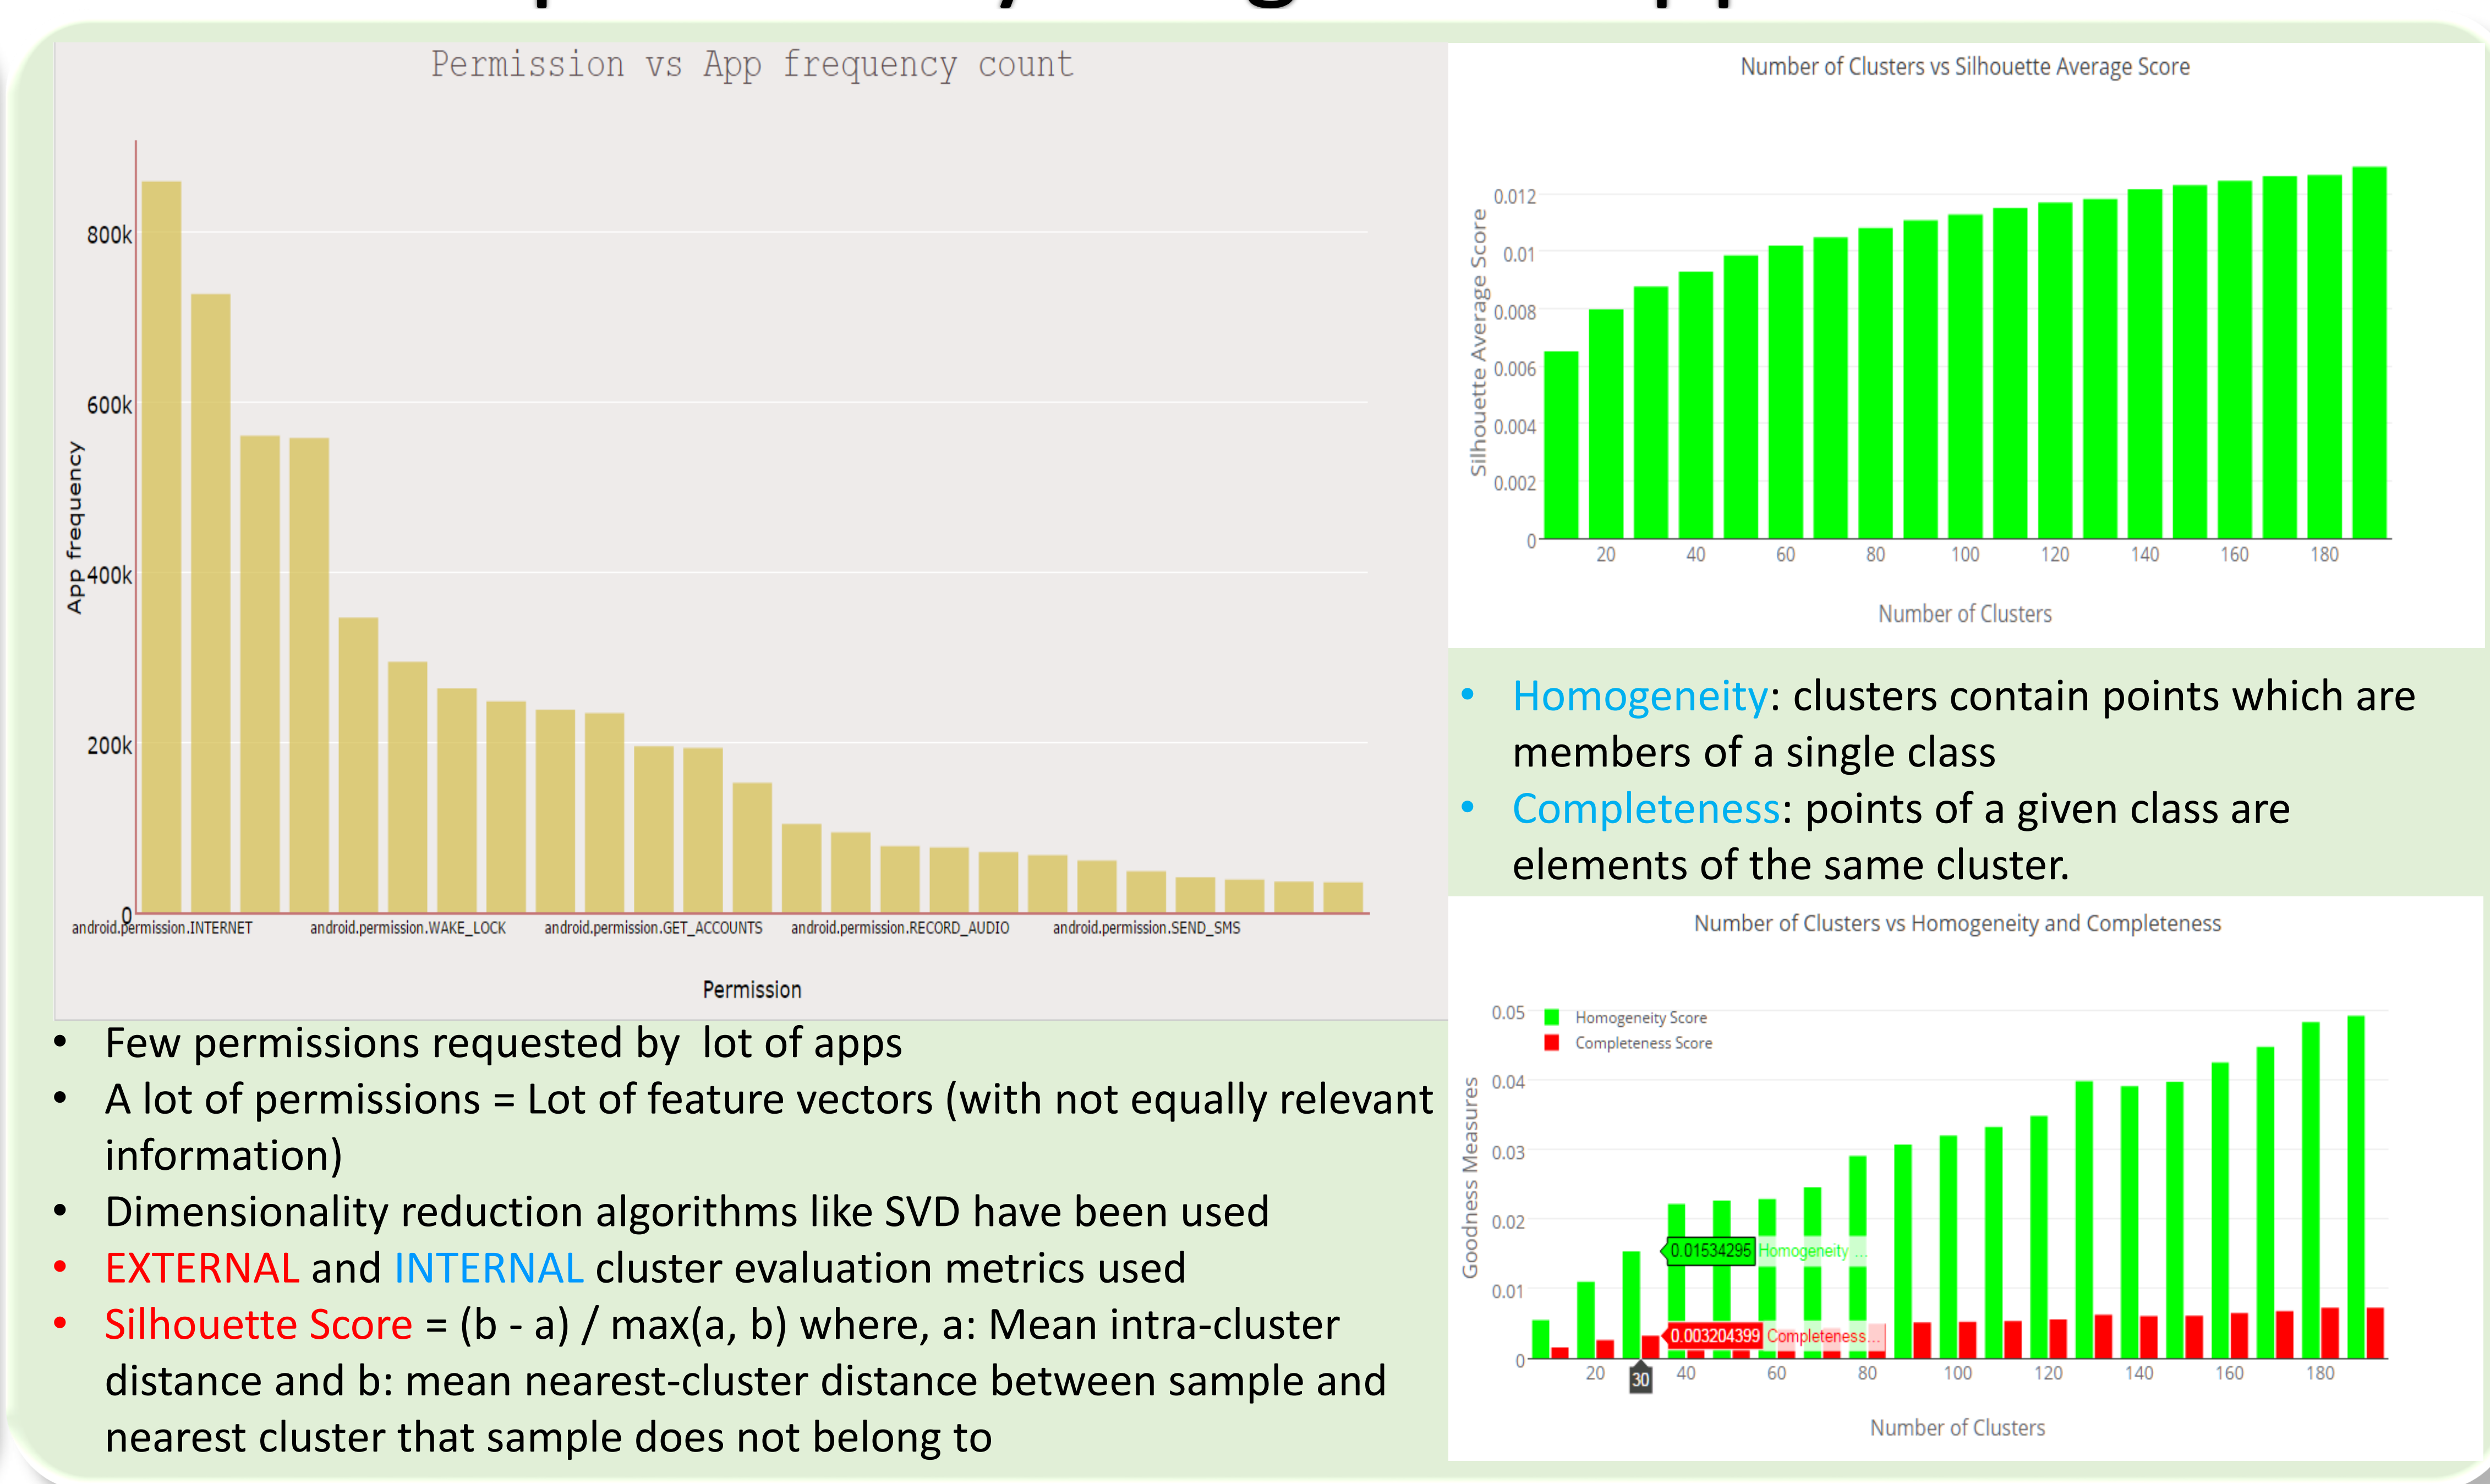 Permission vs App frequency count
800k
600k
400k
200k
0
App frequency
android.permission.INTERNET android.permission.WAKE_LOCK android.permission.GET_ACCOUNTS android.permission.RECORD_AUDIO android.permission.SEND_SMS
Permission
• Few permissions requested by lot of apps
• A lot of permissions = Lot of feature vectors (with not equally relevant
information)
• Dimensionality reduction algorithms like SVD have been used
• EXTERNAL and INTERNAL cluster evaluation metrics used
• Silhouette Score = (b - a) / max(a, b) where, a: Mean intra-cluster
distance and b: mean nearest-cluster distance between sample and
nearest cluster that sample does not belong to
Number of Clusters vs Silhouette Average Score
0.012
0.01
0.008
0.006
0.004
0.002
0
Silhouette Average Score
20 40 60 80 100 120 140 160 180
Number of Clusters
• Homogeneity: clusters contain points which are
members of a single class
• Completeness: points of a given class are
elements of the same cluster.
Number of Clusters vs Homogeneity and Completeness
Homogeneity Score
Completeness Score
0.05
0.04
0.03
0.02
0.01
0
Goodness Measures
0.01534295 Homogeneity ...
0.003204399 Completeness...
20 30 40 60 80 100 120 140 160 180
Number of Clusters